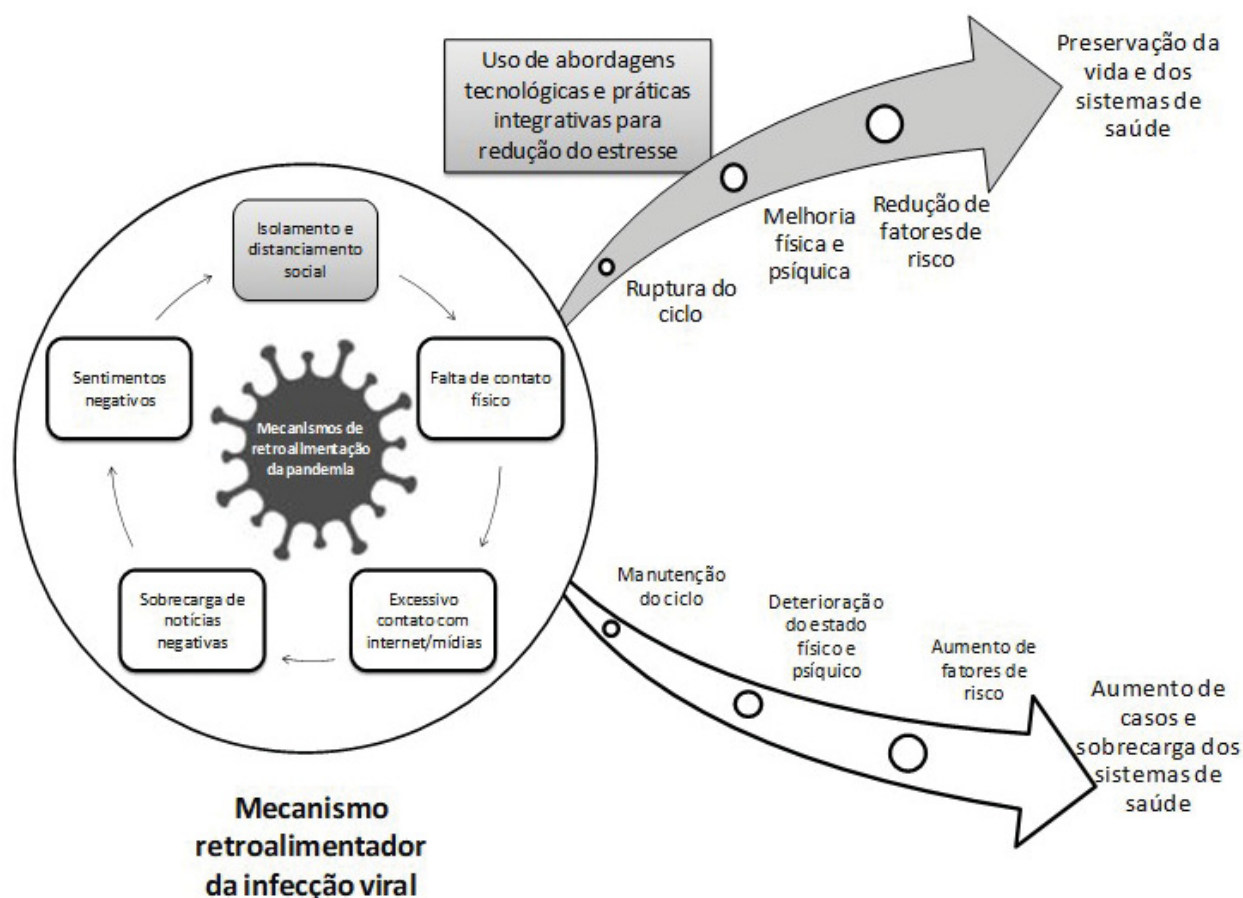 Uso de abordagens
tecnológicas e práticas
integrativas para
redução do estresse
Preservação da
vida e dos
sistemas de
saúde
Ruptura do
ciclo
Melhoria
física e
psíquica
Redução de
fatores de
risco
Isolamento e
distanciamento
social
Falta de contato
físico
Excessivo
contato com
internet/mídias
Sobrecarga de
notícias
negativas
Sentimentos
negativos
Mecanismos de
retroalimentação
da pandemia
Manutenção
do ciclo
Deterioração
do estado
físico e
psíquico
Aumento de
fatores de
risco
Aumento de
casos e
sobrecarga dos
sistemas de
saúde
Mecanismo
retroalimentador
da infecção viral